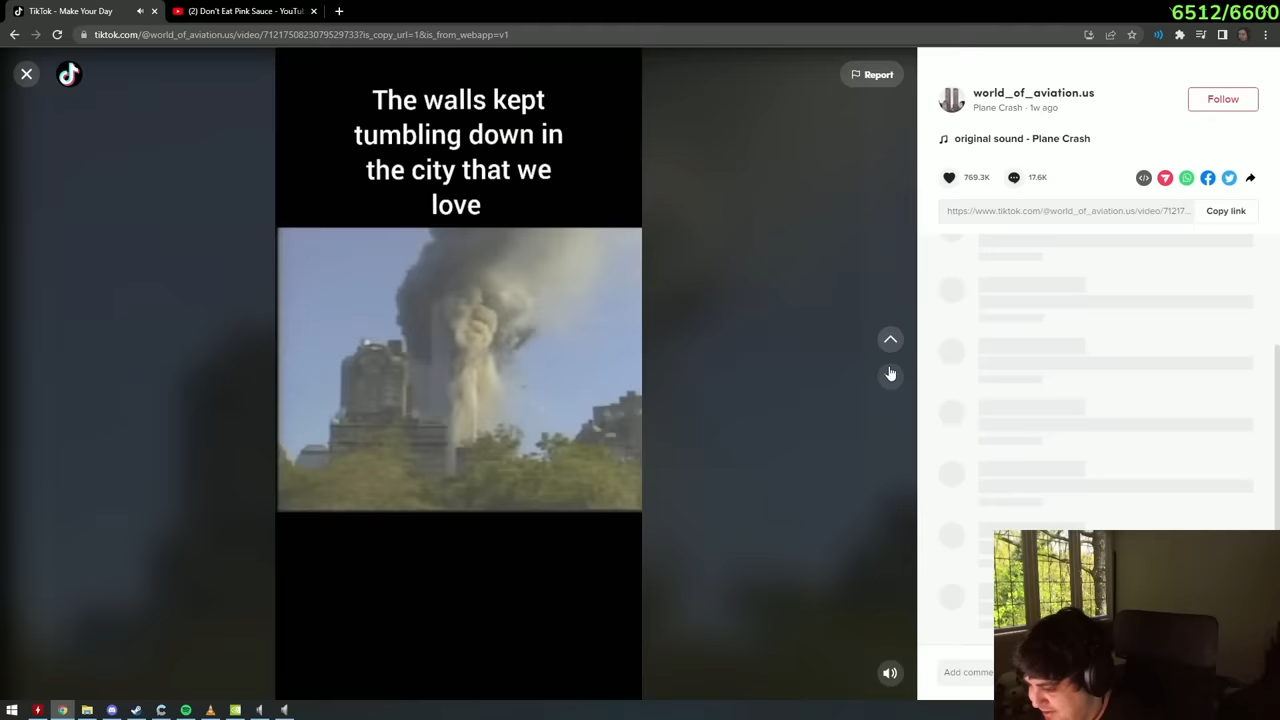 TikTok - Make Your Day
(2) Don't Eat Pink Sauce - YouTu
6512/6600
tiktok.com/@world_of_aviation.us/video/7121750823079529733?is_copy_url=1&is_from_webapp=v1
The walls kept
tumbling down in
the city that we
love
Report
world_of_aviation.us
Plane Crash · 1w ago
Follow
original sound - Plane Crash
769.3K
17.6K
https://www.tiktok.com/@world_of_aviation.us/video/71217...
Copy link
Add comme